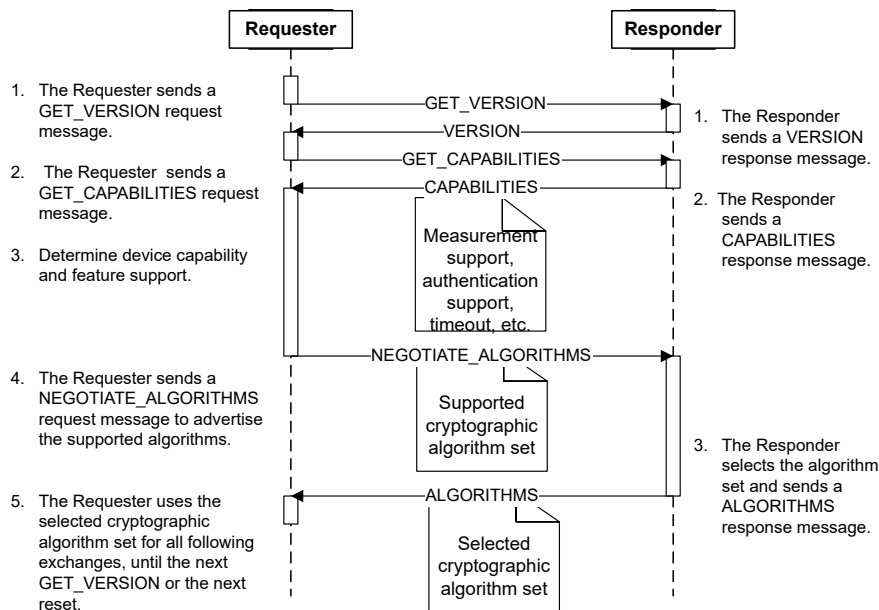 Requester
Responder
1. The Requester sends a
GET_VERSION request
message.
2. The Requester sends a
GET_CAPABILITIES request
message.
3. Determine device capability
and feature support.
4. The Requester sends a
NEGOTIATE_ALGORITHMS
request message to advertise
the supported algorithms.
5. The Requester uses the
selected cryptographic
algorithm set for all following
exchanges, until the next
GET_VERSION or the next
reset.
GET_VERSION
VERSION
GET_CAPABILITIES
CAPABILITIES
Measurement
support,
authentication
support,
timeout, etc.
NEGOTIATE_ALGORITHMS
Supported
cryptographic
algorithm set
ALGORITHMS
Selected
cryptographic
algorithm set
1. The Responder
sends a VERSION
response message.
2. The Responder
sends a
CAPABILITIES
response message.
3. The Responder
selects the algorithm
set and sends a
ALGORITHMS
response message.